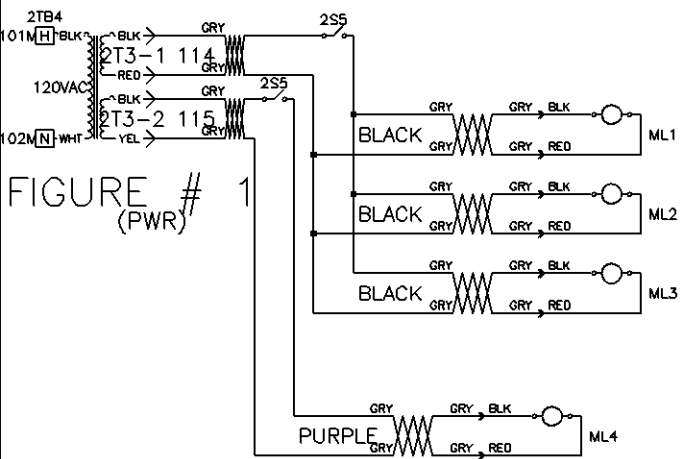 2TB4
101M H BLK BLK GRY 2S5
2T3-1 114
RED GRY
120VAC
BLK GRY 2S5
2T3-2 115
102M N WHT YEL GRY
FIGURE # 1
(PWR)
GRY GRY BLK
BLACK ML1
GRY GRY RED
GRY GRY BLK
BLACK ML2
GRY GRY RED
GRY GRY BLK
BLACK ML3
GRY GRY RED
GRY GRY BLK
PURPLE ML4
GRY GRY RED